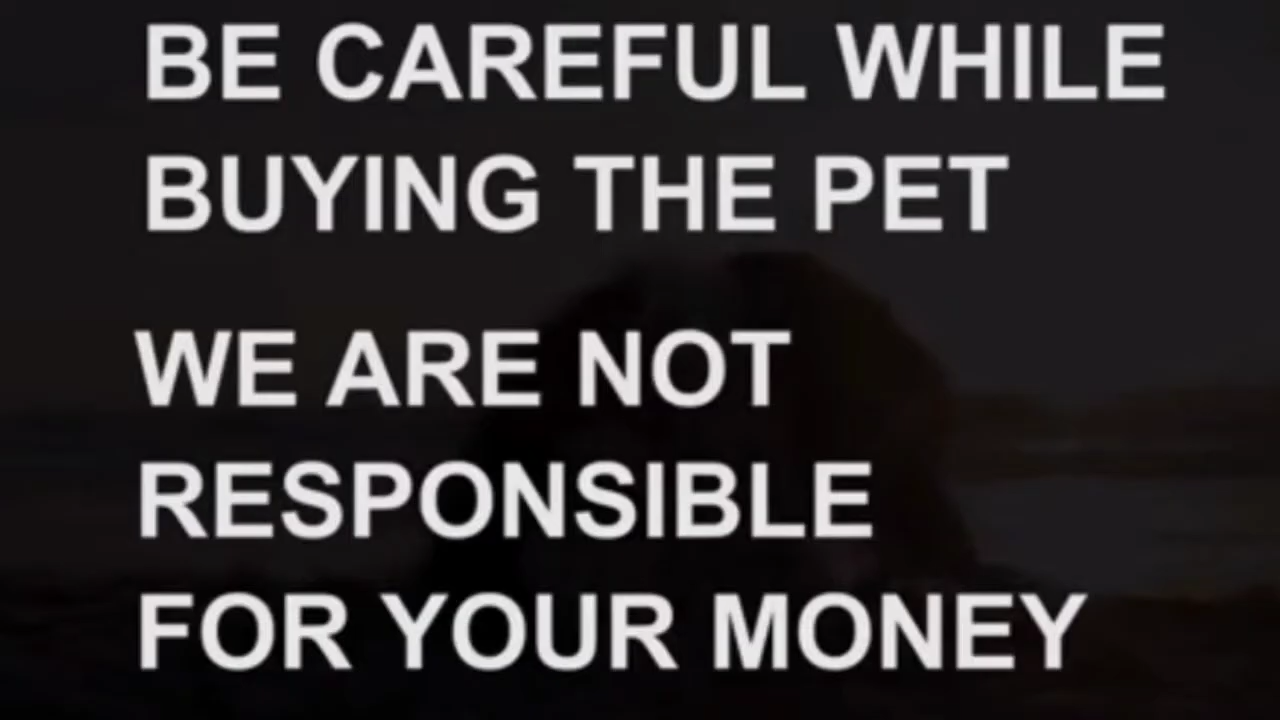 BE CAREFUL WHILE
BUYING THE PET
WE ARE NOT
RESPONSIBLE
FOR YOUR MONEY